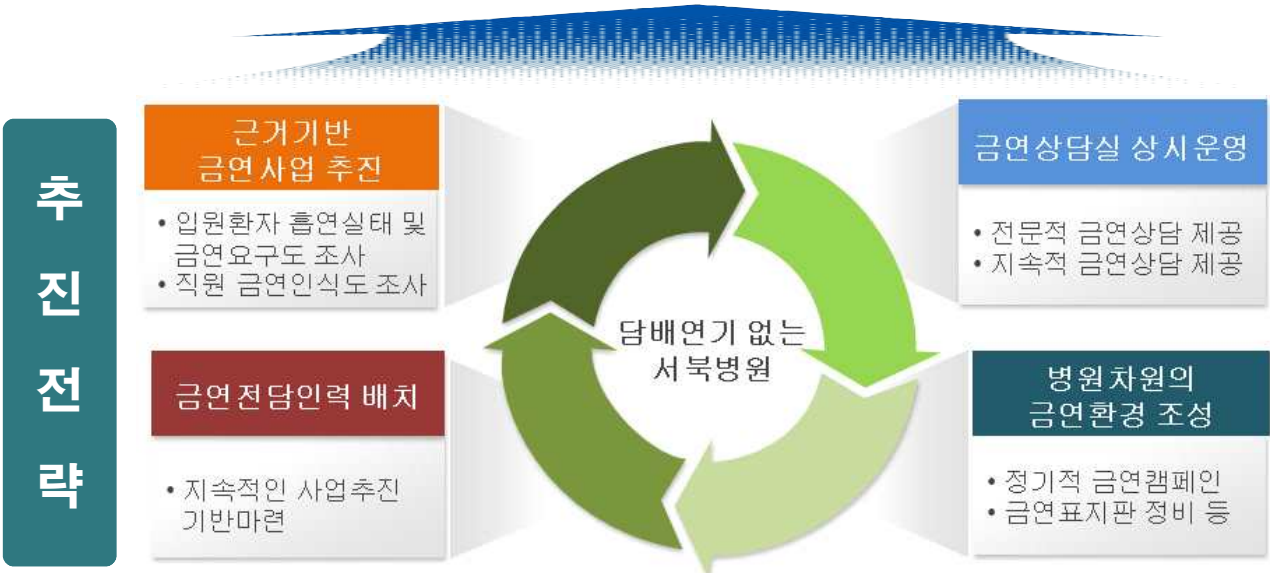 추
진
전
략
근거기반
금연사업 추진
• 입원환자 흡연실태 및
금연요구도 조사
• 직원 금연인식도 조사
금연상담실 상시운영
• 전문적 금연상담 제공
• 지속적 금연상담 제공
담배연기 없는
서북병원
금연전담인력 배치
• 지속적인 사업추진
기반마련
병원차원의
금연환경 조성
• 정기적 금연캠페인
• 금연표지판 정비 등